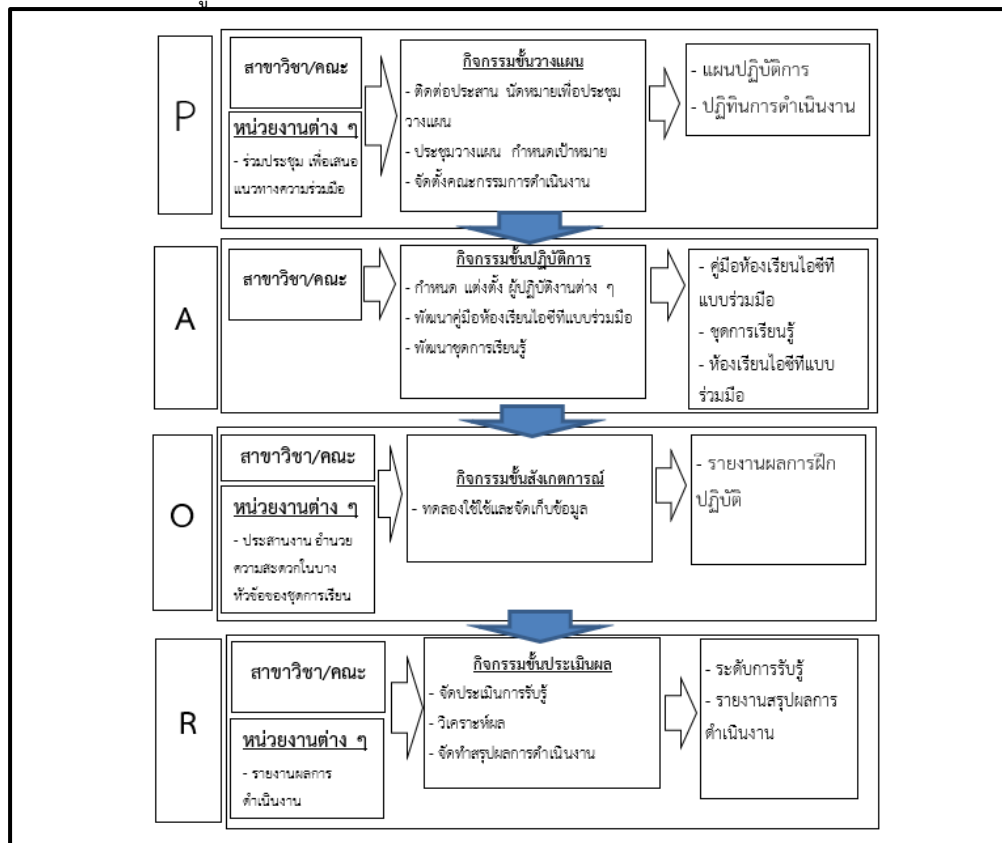 P
สาขาวิชา/คณะ
หน่วยงานต่าง ๆ
- ร่วมประชุม เพื่อเสนอ
แนวทางความร่วมมือ
กิจกรรมขั้นวางแผน
- ติดต่อประสาน นัดหมายเพื่อประชุม
วางแผน
- ประชุมวางแผน กำหนดเป้าหมาย
- จัดตั้งคณะกรรมการดำเนินงาน
- แผนปฏิบัติการ
- ปฏิทินการดำเนินงาน
A
สาขาวิชา/คณะ
กิจกรรมขั้นปฏิบัติการ
- กำหนด แต่งตั้ง ผู้ปฏิบัติงานต่าง ๆ
- พัฒนาคู่มือห้องเรียนไอซีทีแบบร่วมมือ
- พัฒนาชุดการเรียนรู้
- คู่มือห้องเรียนไอซีที
แบบร่วมมือ
- ชุดการเรียนรู้
- ห้องเรียนไอซีทีแบบ
ร่วมมือ
O
สาขาวิชา/คณะ
หน่วยงานต่าง ๆ
- ประสานงาน อำนวย
ความสะดวกในบาง
หัวข้อของชุดการเรียน
กิจกรรมขั้นสังเกตการณ์
- ทดลองใช้ใช้และจัดเก็บข้อมูล
- รายงานผลการฝึก
ปฏิบัติ
R
สาขาวิชา/คณะ
หน่วยงานต่าง ๆ
- รายงานผลการ
ดำเนินงาน
กิจกรรมขั้นประเมินผล
- จัดประเมินการรับรู้
- วิเคราะห์ผล
- จัดทำสรุปผลการดำเนินงาน
- ระดับการรับรู้
- รายงานสรุปผลการ
ดำเนินงาน